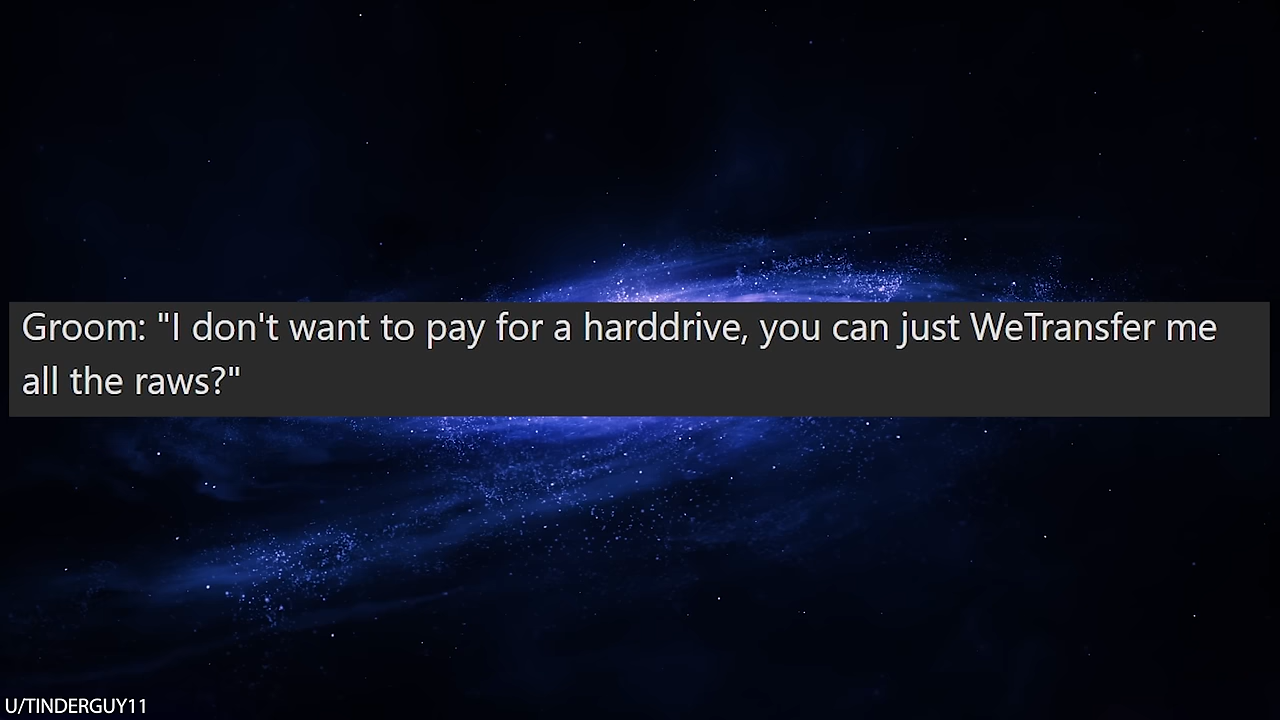 Groom: "I don't want to pay for a harddrive, you can just WeTransfer me
all the raws?"
U/TINDERGUY11